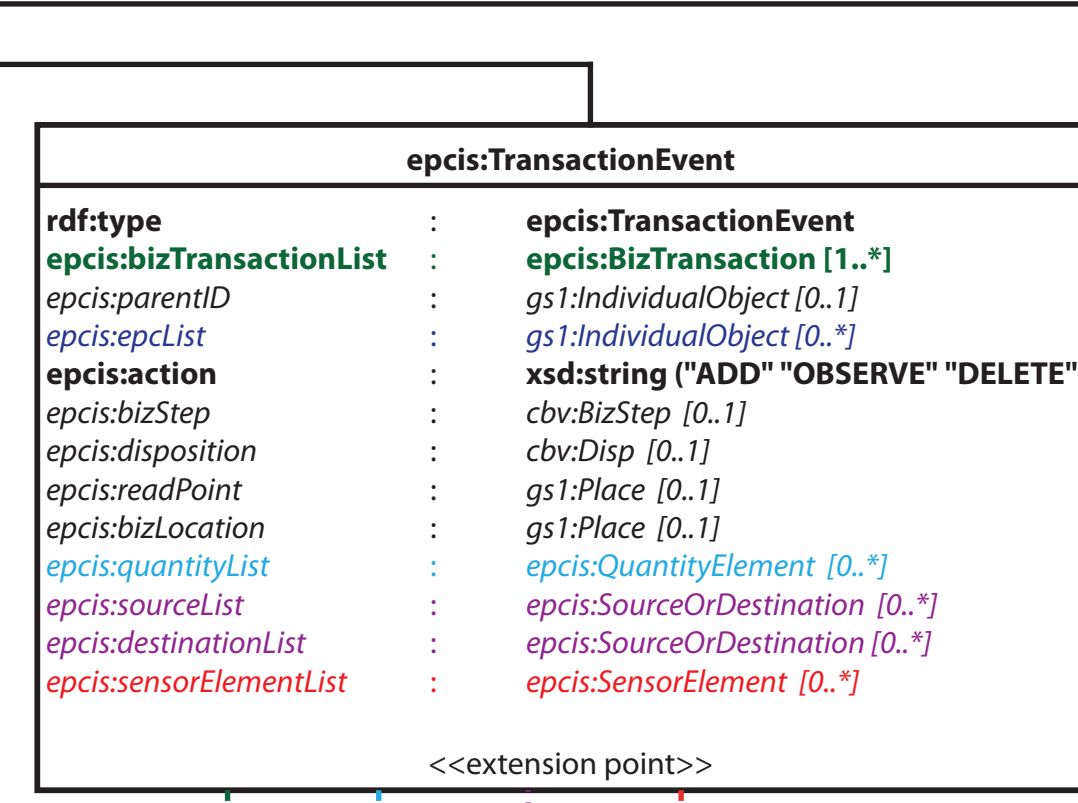 epcis:TransactionEvent
rdf:type : epcis:TransactionEvent
epcis:bizTransactionList : epcis:BizTransaction [1..*]
epcis:parentID : gs1:IndividualObject [0..1]
epcis:epcList : gs1:IndividualObject [0..*]
epcis:action : xsd:string ("ADD" "OBSERVE" "DELETE"
epcis:bizStep : cbv:BizStep [0..1]
epcis:disposition : cbv:Disp [0..1]
epcis:readPoint : gs1:Place [0..1]
epcis:bizLocation : gs1:Place [0..1]
epcis:quantityList : epcis:QuantityElement [0..*]
epcis:sourceList : epcis:SourceOrDestination [0..*]
epcis:destinationList : epcis:SourceOrDestination [0..*]
epcis:sensorElementList : epcis:SensorElement [0..*]
<<extension point>>